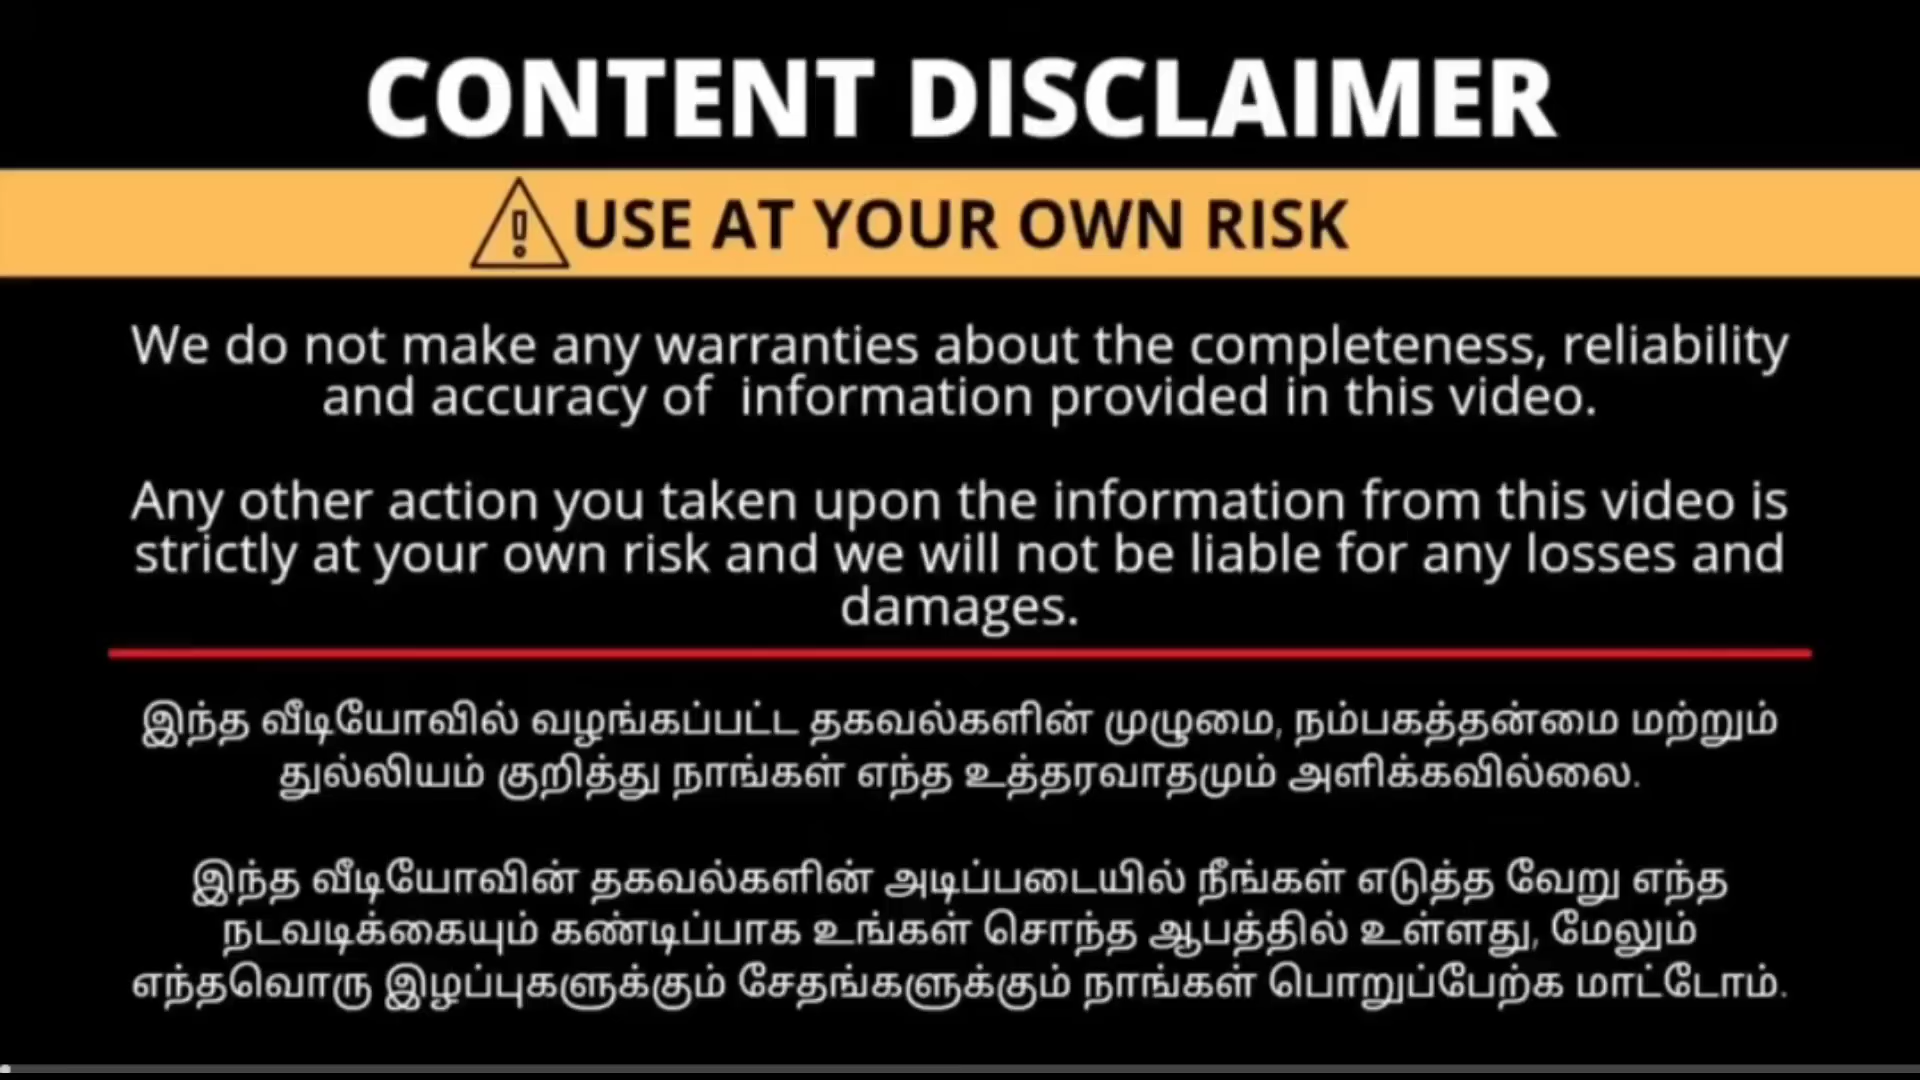 CONTENT DISCLAIMER
USE AT YOUR OWN RISK
We do not make any warranties about the completeness, reliability
and accuracy of information provided in this video.
Any other action you taken upon the information from this video is
strictly at your own risk and we will not be liable for any losses and
damages.
இந்த வீடியோவில் வழங்கப்பட்ட தகவல்களின் முழுமை, நம்பகத்தன்மை மற்றும்
துல்லியம் குறித்து நாங்கள் எந்த உத்தரவாதமும் அளிக்கவில்லை.
இந்த வீடியோவின் தகவல்களின் அடிப்படையில் நீங்கள் எடுத்த வேறு எந்த
நடவடிக்கையும் கண்டிப்பாக உங்கள் சொந்த ஆபத்தில் உள்ளது, மேலும்
எந்தவொரு இழப்புகளுக்கும் சேதங்களுக்கும் நாங்கள் பொறுப்பேற்க மாட்டோம்.